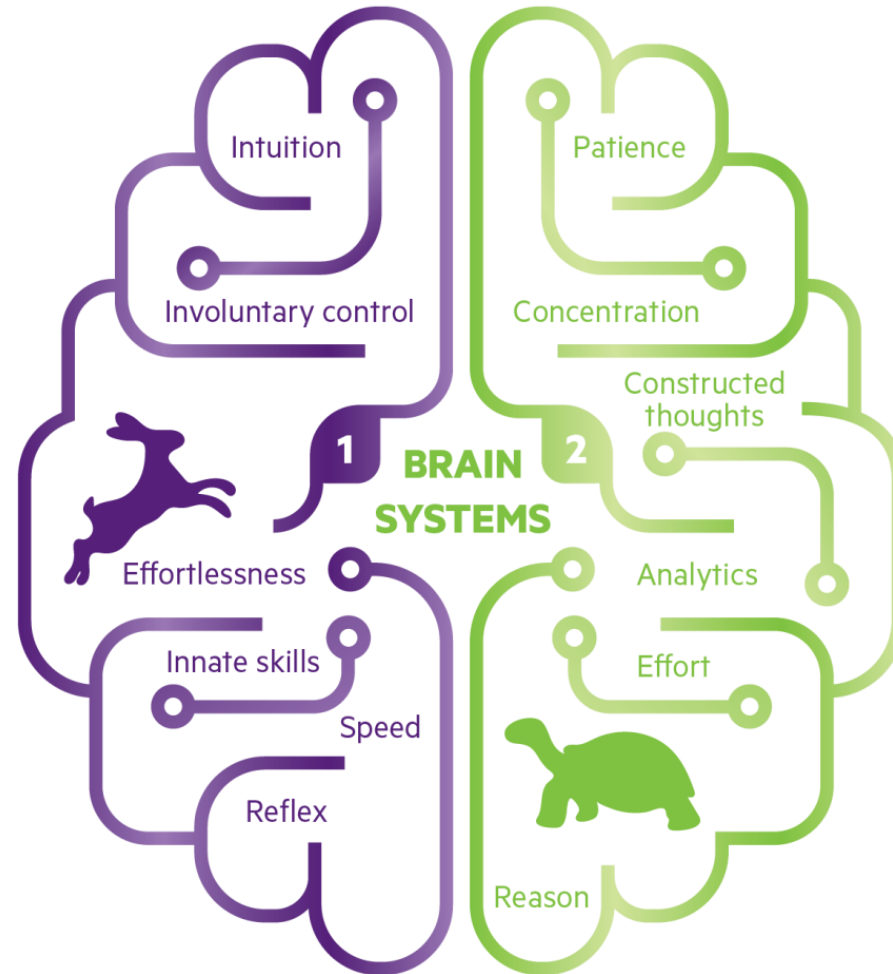 Intuition
Involuntary control
1
Effortlessness
Innate skills
Speed
Reflex
BRAIN
SYSTEMS
2
Patience
Concentration
Constructed
thoughts
Analytics
Effort
Reason